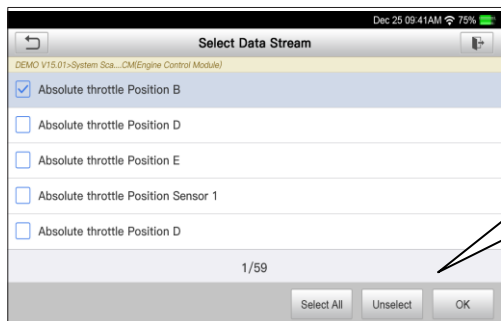 Dec 25 09:41AM 75%
Select Data Stream
DEMO V15.01>System Sca....CM(Engine Control Module)
Absolute throttle Position B
Absolute throttle Position D
Absolute throttle Position E
Absolute throttle Position Sensor 1
Absolute throttle Position D
1/59
Select All Unselect OK